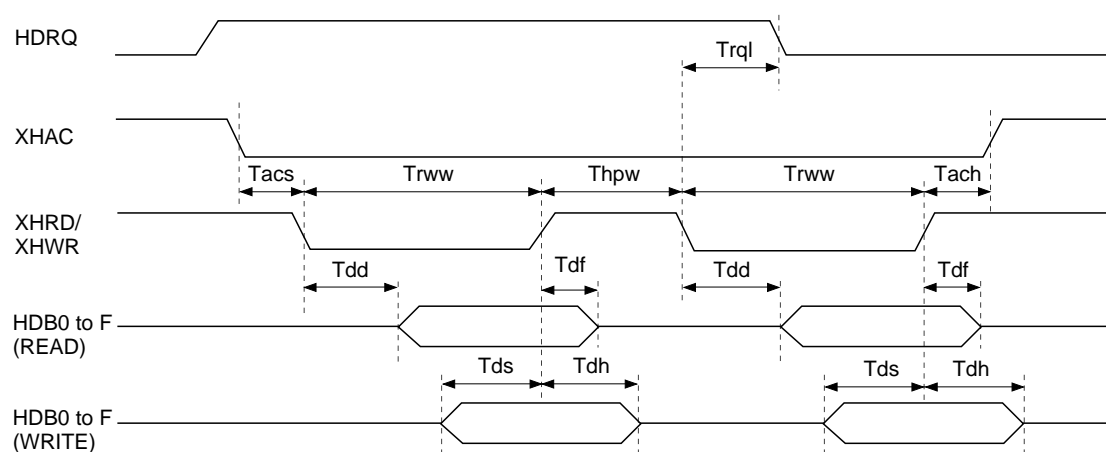 HDRQ
Trql
XHAC
Tacs Trww Thpw Trww Tach
XHRD/
XHWR
Tdd Tdf Tdd Tdf
HDB0 to F
(READ)
Tds Tdh Tds Tdh
HDB0 to F
(WRITE)